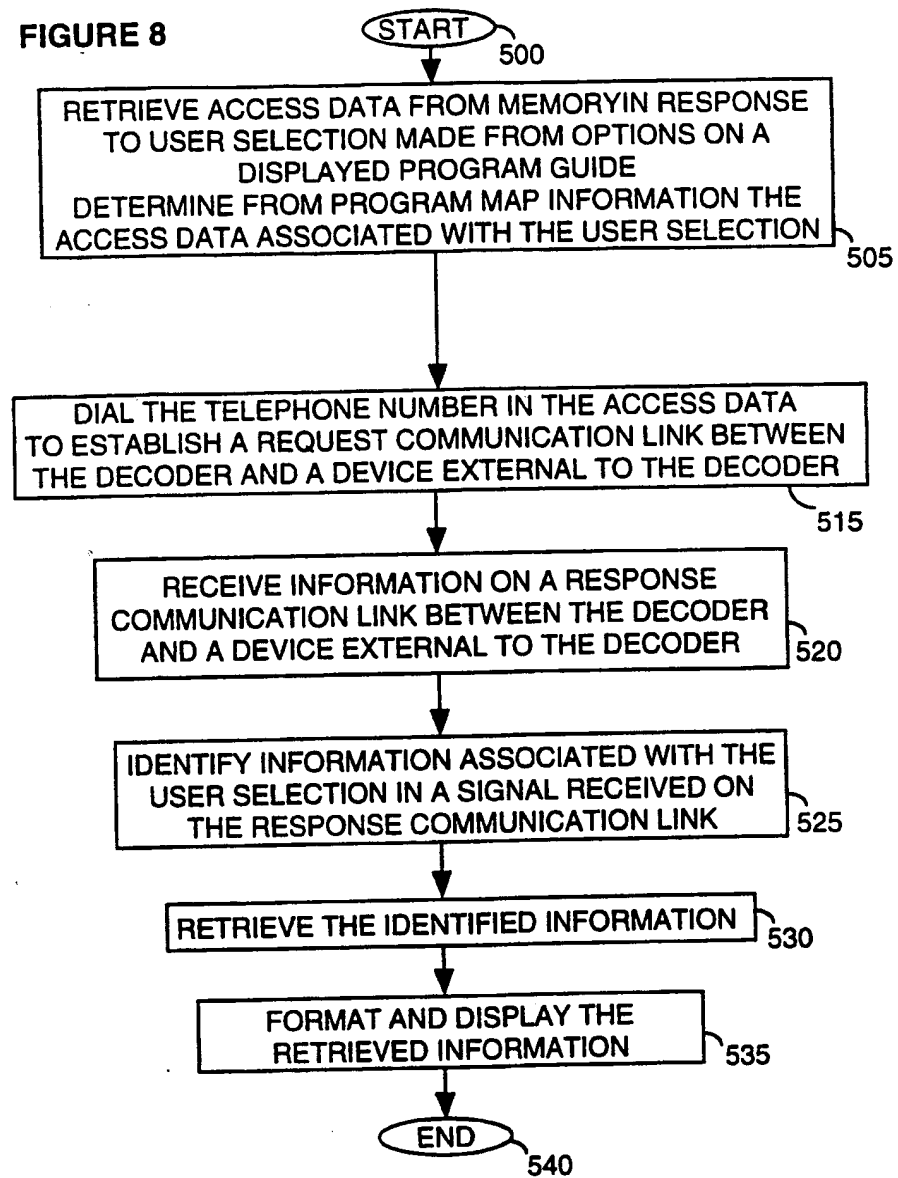 FIGURE 8
START
500
RETRIEVE ACCESS DATA FROM MEMORYIN RESPONSE
TO USER SELECTION MADE FROM OPTIONS ON A
DISPLAYED PROGRAM GUIDE
DETERMINE FROM PROGRAM MAP INFORMATION THE
ACCESS DATA ASSOCIATED WITH THE USER SELECTION
505
DIAL THE TELEPHONE NUMBER IN THE ACCESS DATA
TO ESTABLISH A REQUEST COMMUNICATION LINK BETWEEN
THE DECODER AND A DEVICE EXTERNAL TO THE DECODER
515
RECEIVE INFORMATION ON A RESPONSE
COMMUNICATION LINK BETWEEN THE DECODER
AND A DEVICE EXTERNAL TO THE DECODER
520
IDENTIFY INFORMATION ASSOCIATED WITH THE
USER SELECTION IN A SIGNAL RECEIVED ON
THE RESPONSE COMMUNICATION LINK
525
RETRIEVE THE IDENTIFIED INFORMATION
530
FORMAT AND DISPLAY THE
RETRIEVED INFORMATION
535
END
540